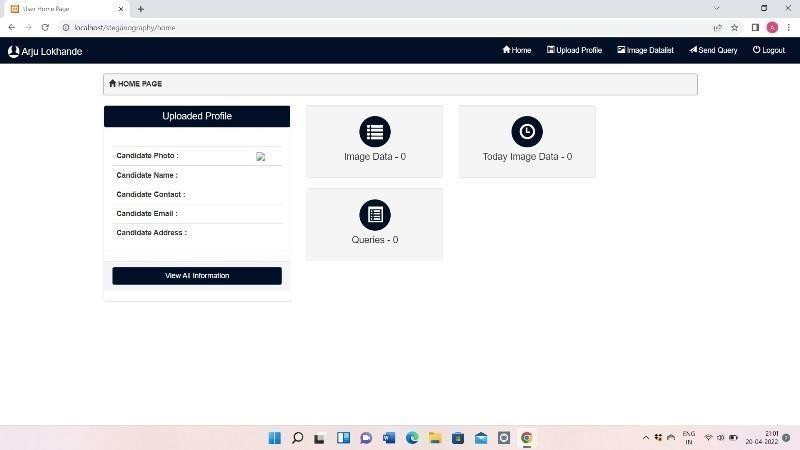 User Home Page
localhost/steganography/home
A
Arju Lokhande
Home
Upload Profile
Image Datalist
Send Query
Logout
HOME PAGE
Uploaded Profile
Candidate Photo :
Candidate Name :
Candidate Contact :
Candidate Email :
Candidate Address :
View All Information
Image Data - 0
Today Image Data - 0
Queries - 0
ENG
IN
21:01
20-04-2022